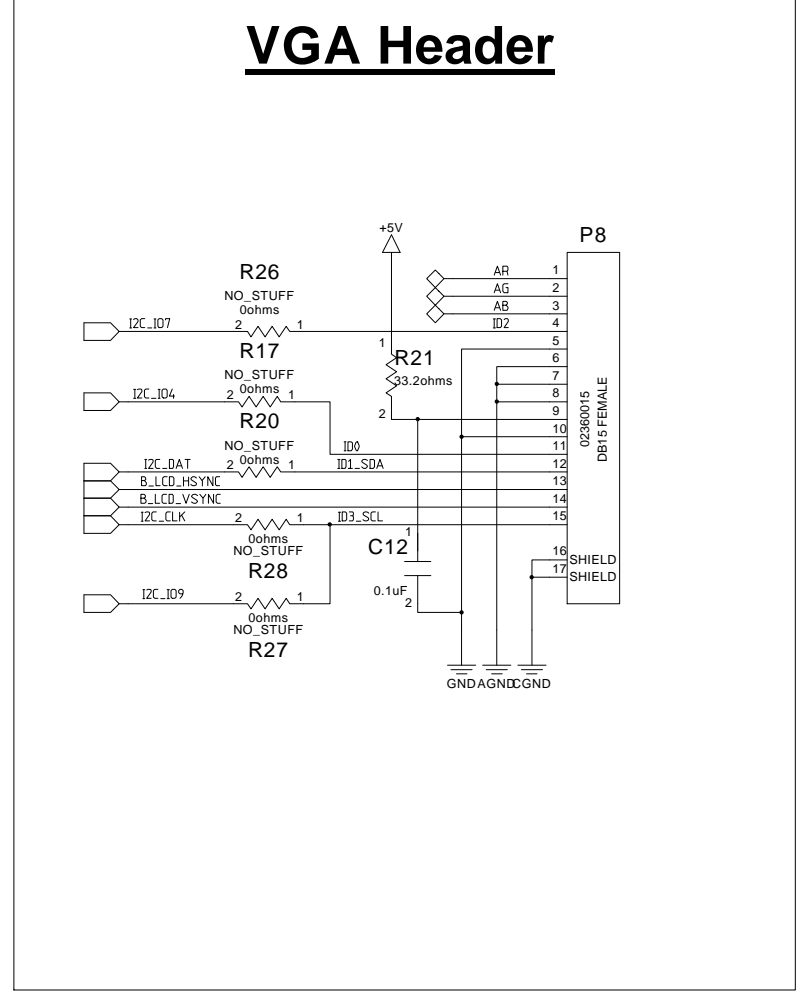 VGA Header
+5V
P8
R26
NO_STUFF
0ohms
I2C_IO7
2
1
AR
1
AG
2
AB
3
ID2
4
5
6
7
8
9
10
11
12
13
14
15
16
17
SHIELD
SHIELD
02360015
DB15 FEMALE
R17
NO_STUFF
0ohms
I2C_IO4
2
1
1
R21
33.2ohms
2
R20
NO_STUFF
0ohms
ID0
I2C_DAT
2
1
ID1_SDA
B_LCD_HSYNC
B_LCD_VSYNC
I2C_CLK
2
1
ID3_SCL
0ohms
NO_STUFF
R28
1
C12
0.1uF
2
I2C_IO9
2
1
0ohms
NO_STUFF
R27
GND
AGND
CGND